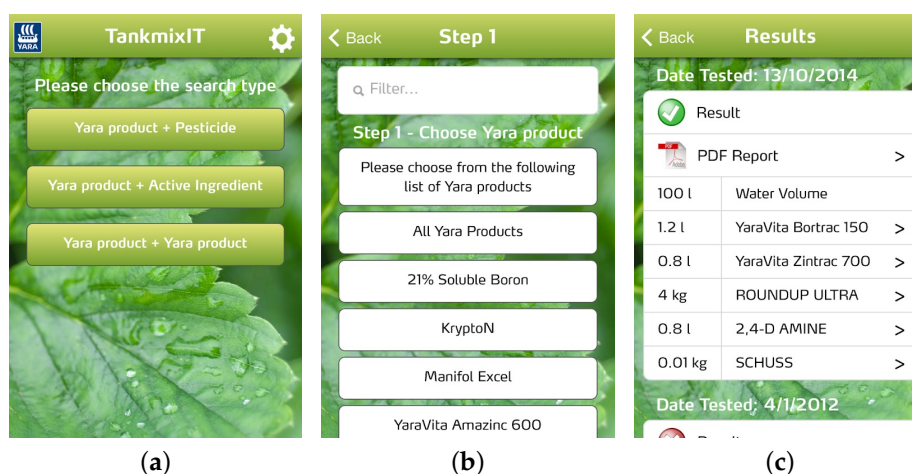 YARA
TankmixIT
Please choose the search type
Yara product + Pesticide
Yara product + Active Ingredient
Yara product + Yara product
(a)
Back
Step 1
Filter...
Step 1 - Choose Yara product
Please choose from the following
list of Yara products
All Yara Products
21% Soluble Boron
KryptoN
Manifol Excel
YaraVita Amazinc 600
(b)
Back
Results
Date Tested: 13/10/2014
Result
PDF Report >
100 l Water Volume
1.2 l YaraVita Bortrac 150 >
0.8 l YaraVita Zintrac 700 >
4 kg ROUNDUP ULTRA >
0.8 l 2,4-D AMINE >
0.01 kg SCHUSS >
Date Tested: 4/1/2012
(c)